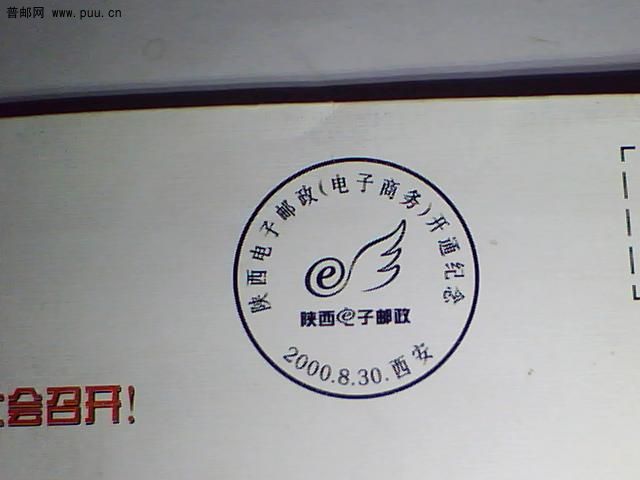 普邮网 www.puu.cn
陕西电子邮政(电子商务)开通纪念
陕西e子邮政
2000.8.30.西安
会召开!